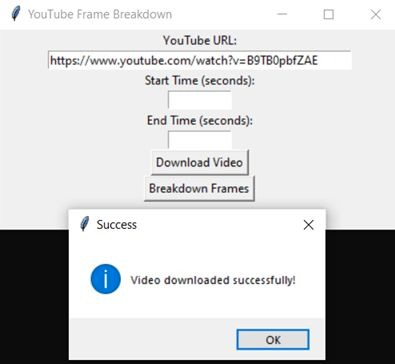 YouTube Frame Breakdown
YouTube URL:
https://www.youtube.com/watch?v=B9TB0pbfZAE
Start Time (seconds):
End Time (seconds):
Download Video
Breakdown Frames
Success
Video downloaded successfully!
OK